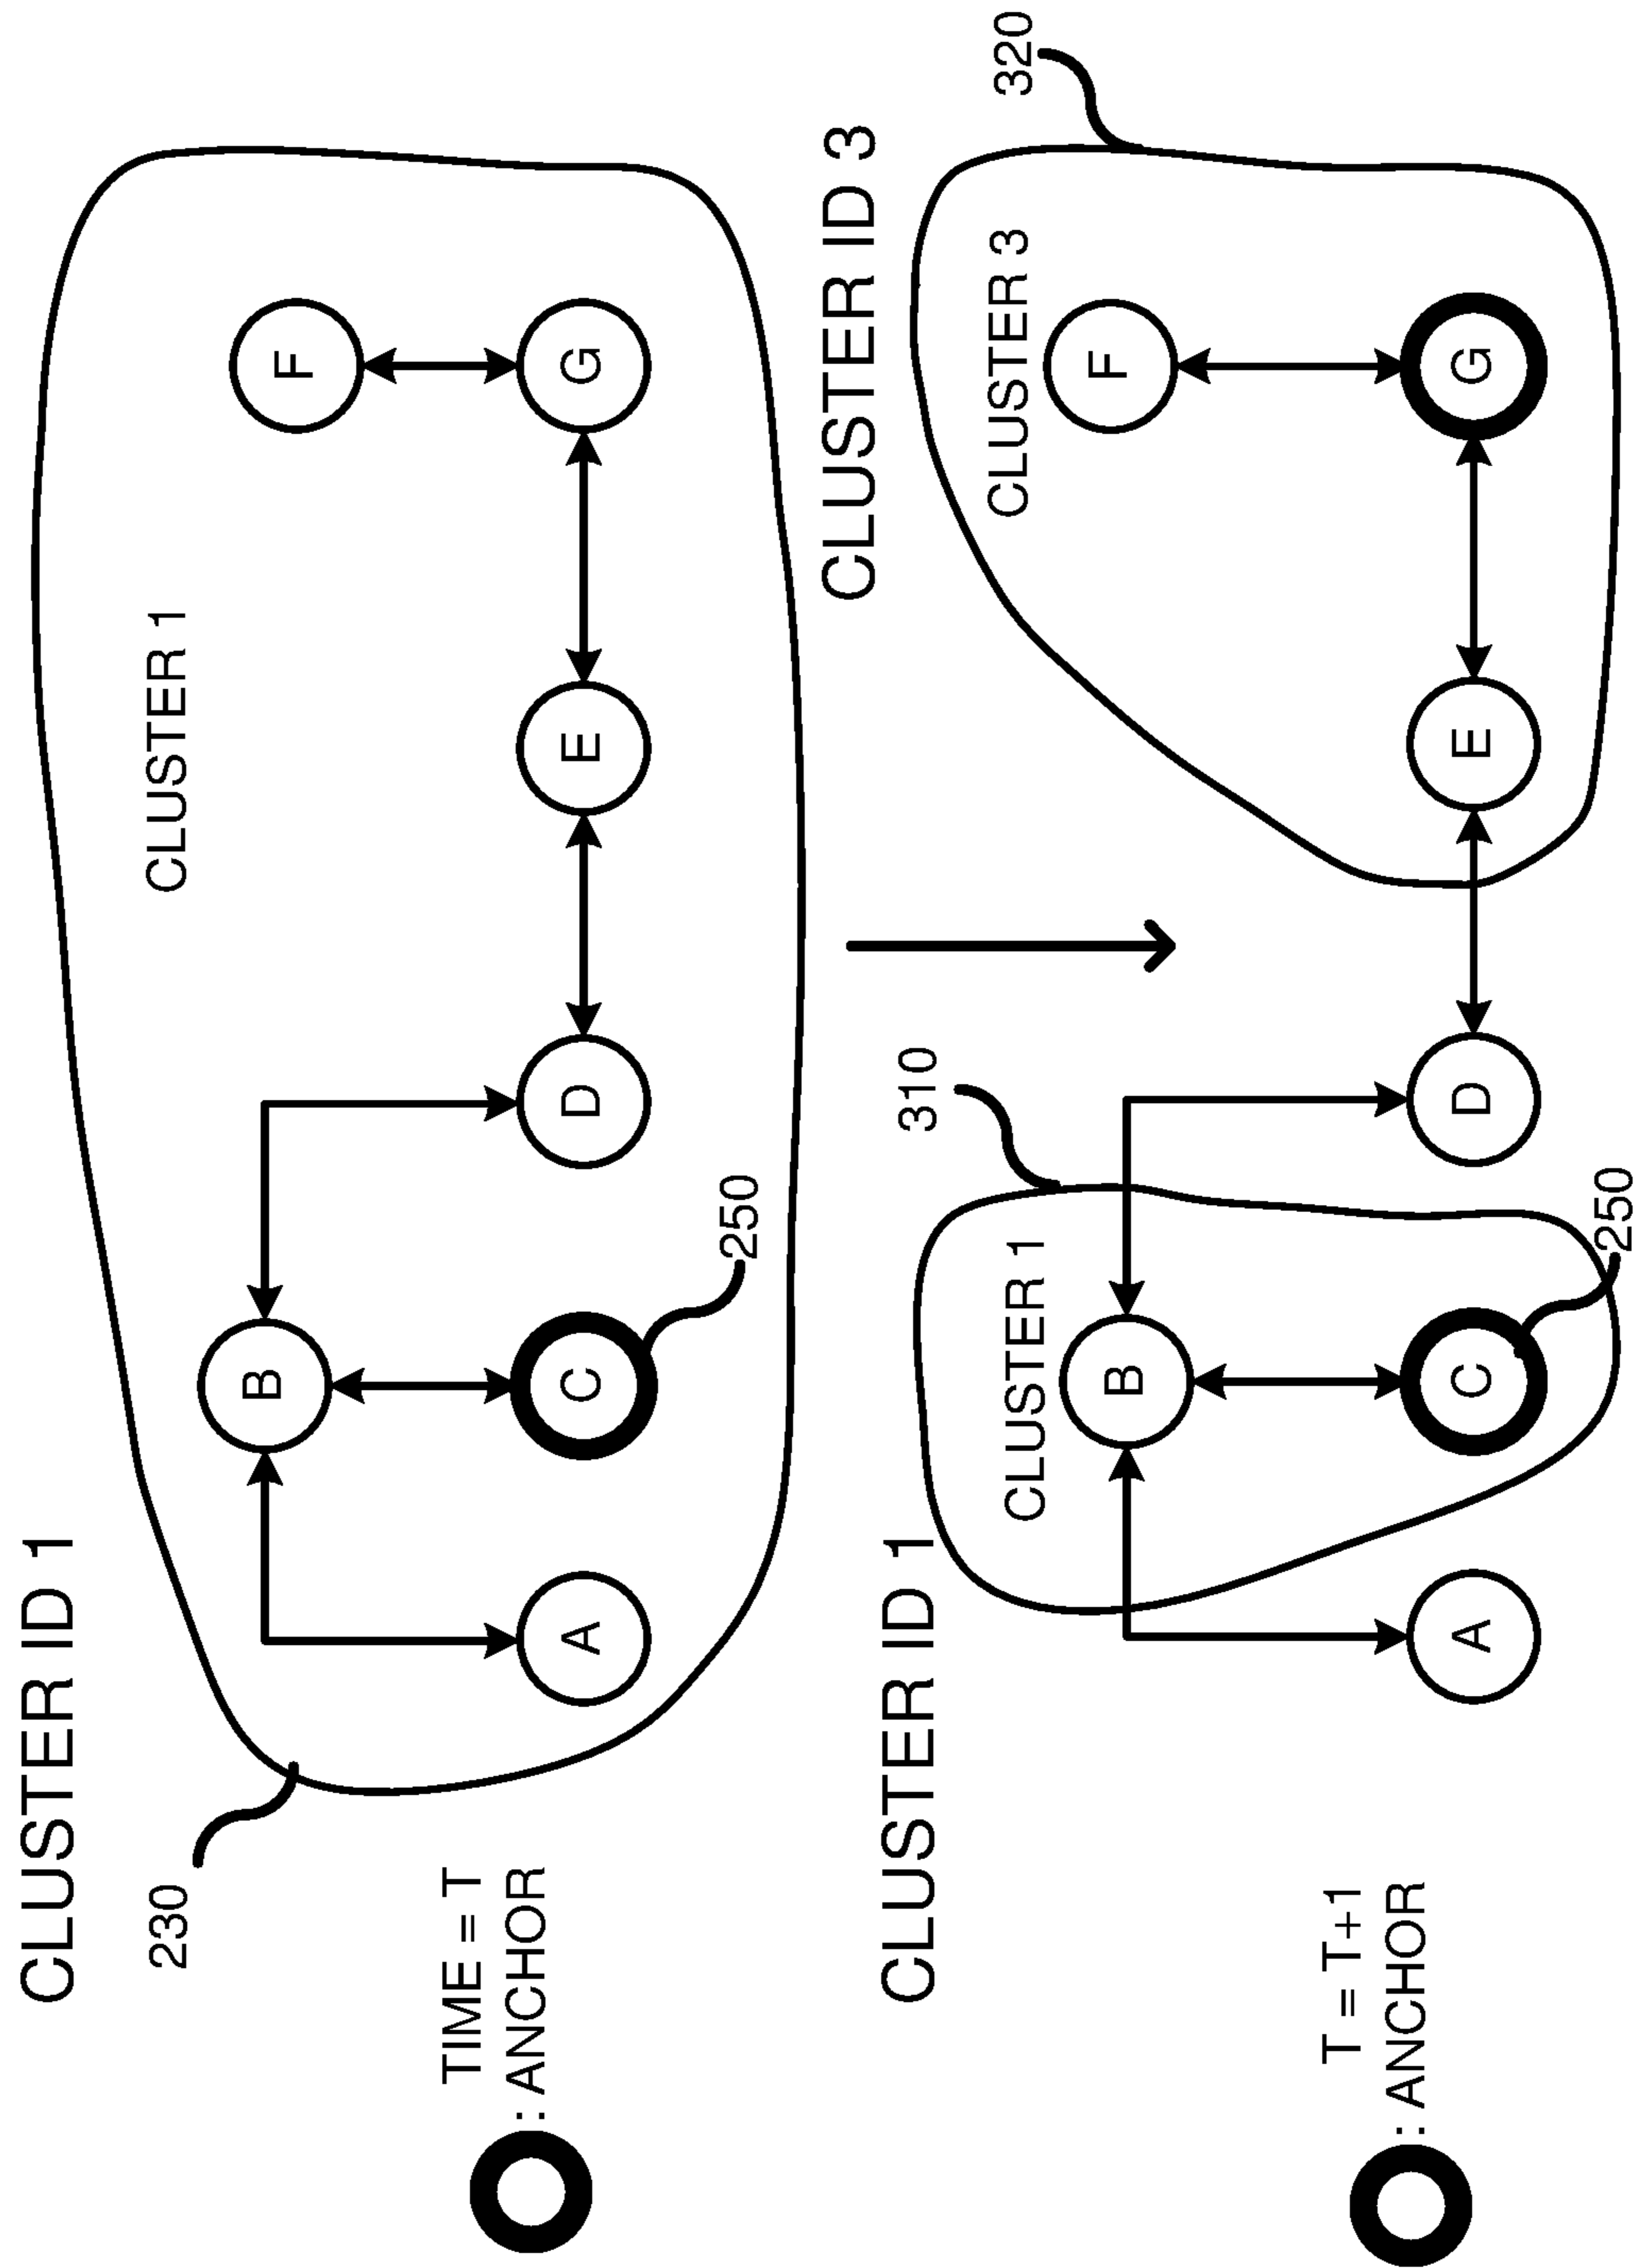 CLUSTER ID 1
230
CLUSTER 1
F
B
A
C
D
E
G
250
TIME = T
: ANCHOR
CLUSTER ID 3
CLUSTER ID 1
310
320
CLUSTER 1
CLUSTER 3
B
F
A
C
D
E
G
250
T = T+1
: ANCHOR